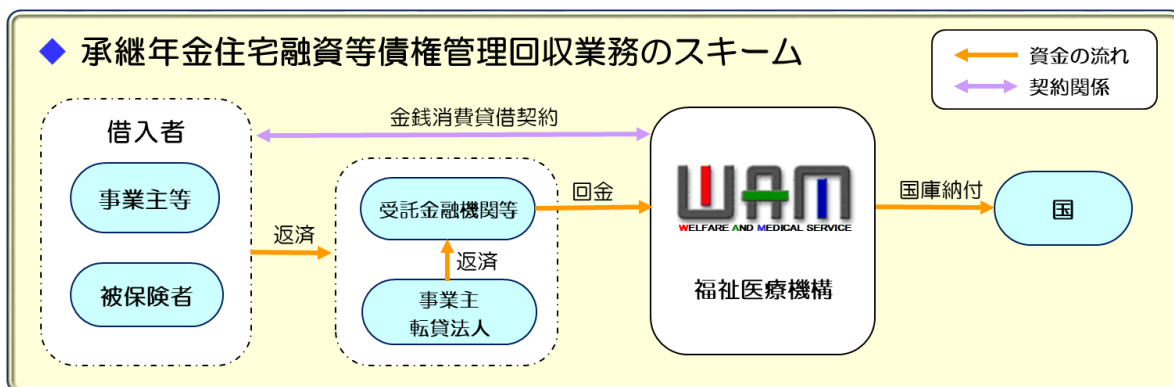 ◆ 承継年金住宅融資等債権管理回収業務のスキーム
資金の流れ
契約関係
借入者
事業主等
被保険者
金銭消費貸借契約
返済
受託金融機関等
返済
事業主
転貸法人
回金
WAM
WELFARE AND MEDICAL SERVICE
福祉医療機構
国庫納付
国